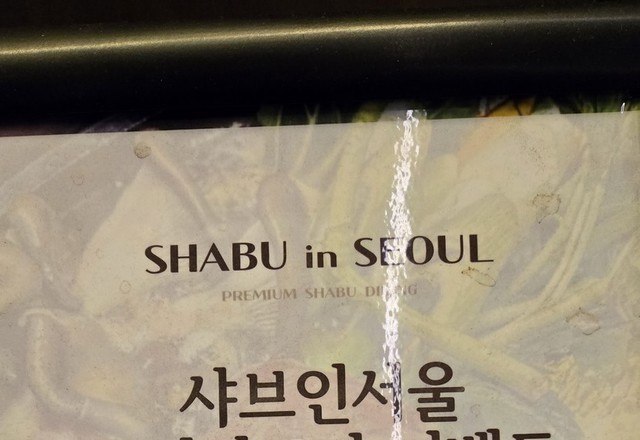 SHABU in SEOUL
PREMIUM SHABU DINING
샤브인서울